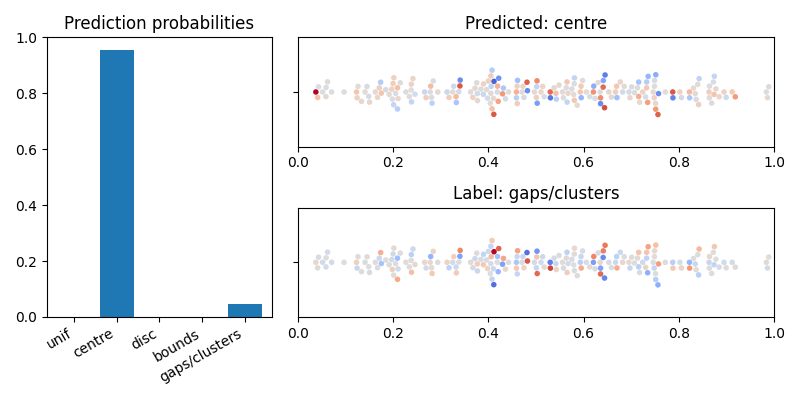 Prediction probabilities
1.0
0.8
0.6
0.4
0.2
0.0
unif
centre
disc
bounds
gaps/clusters
Predicted: centre
0.0 0.2 0.4 0.6 0.8 1.0
Label: gaps/clusters
0.0 0.2 0.4 0.6 0.8 1.0